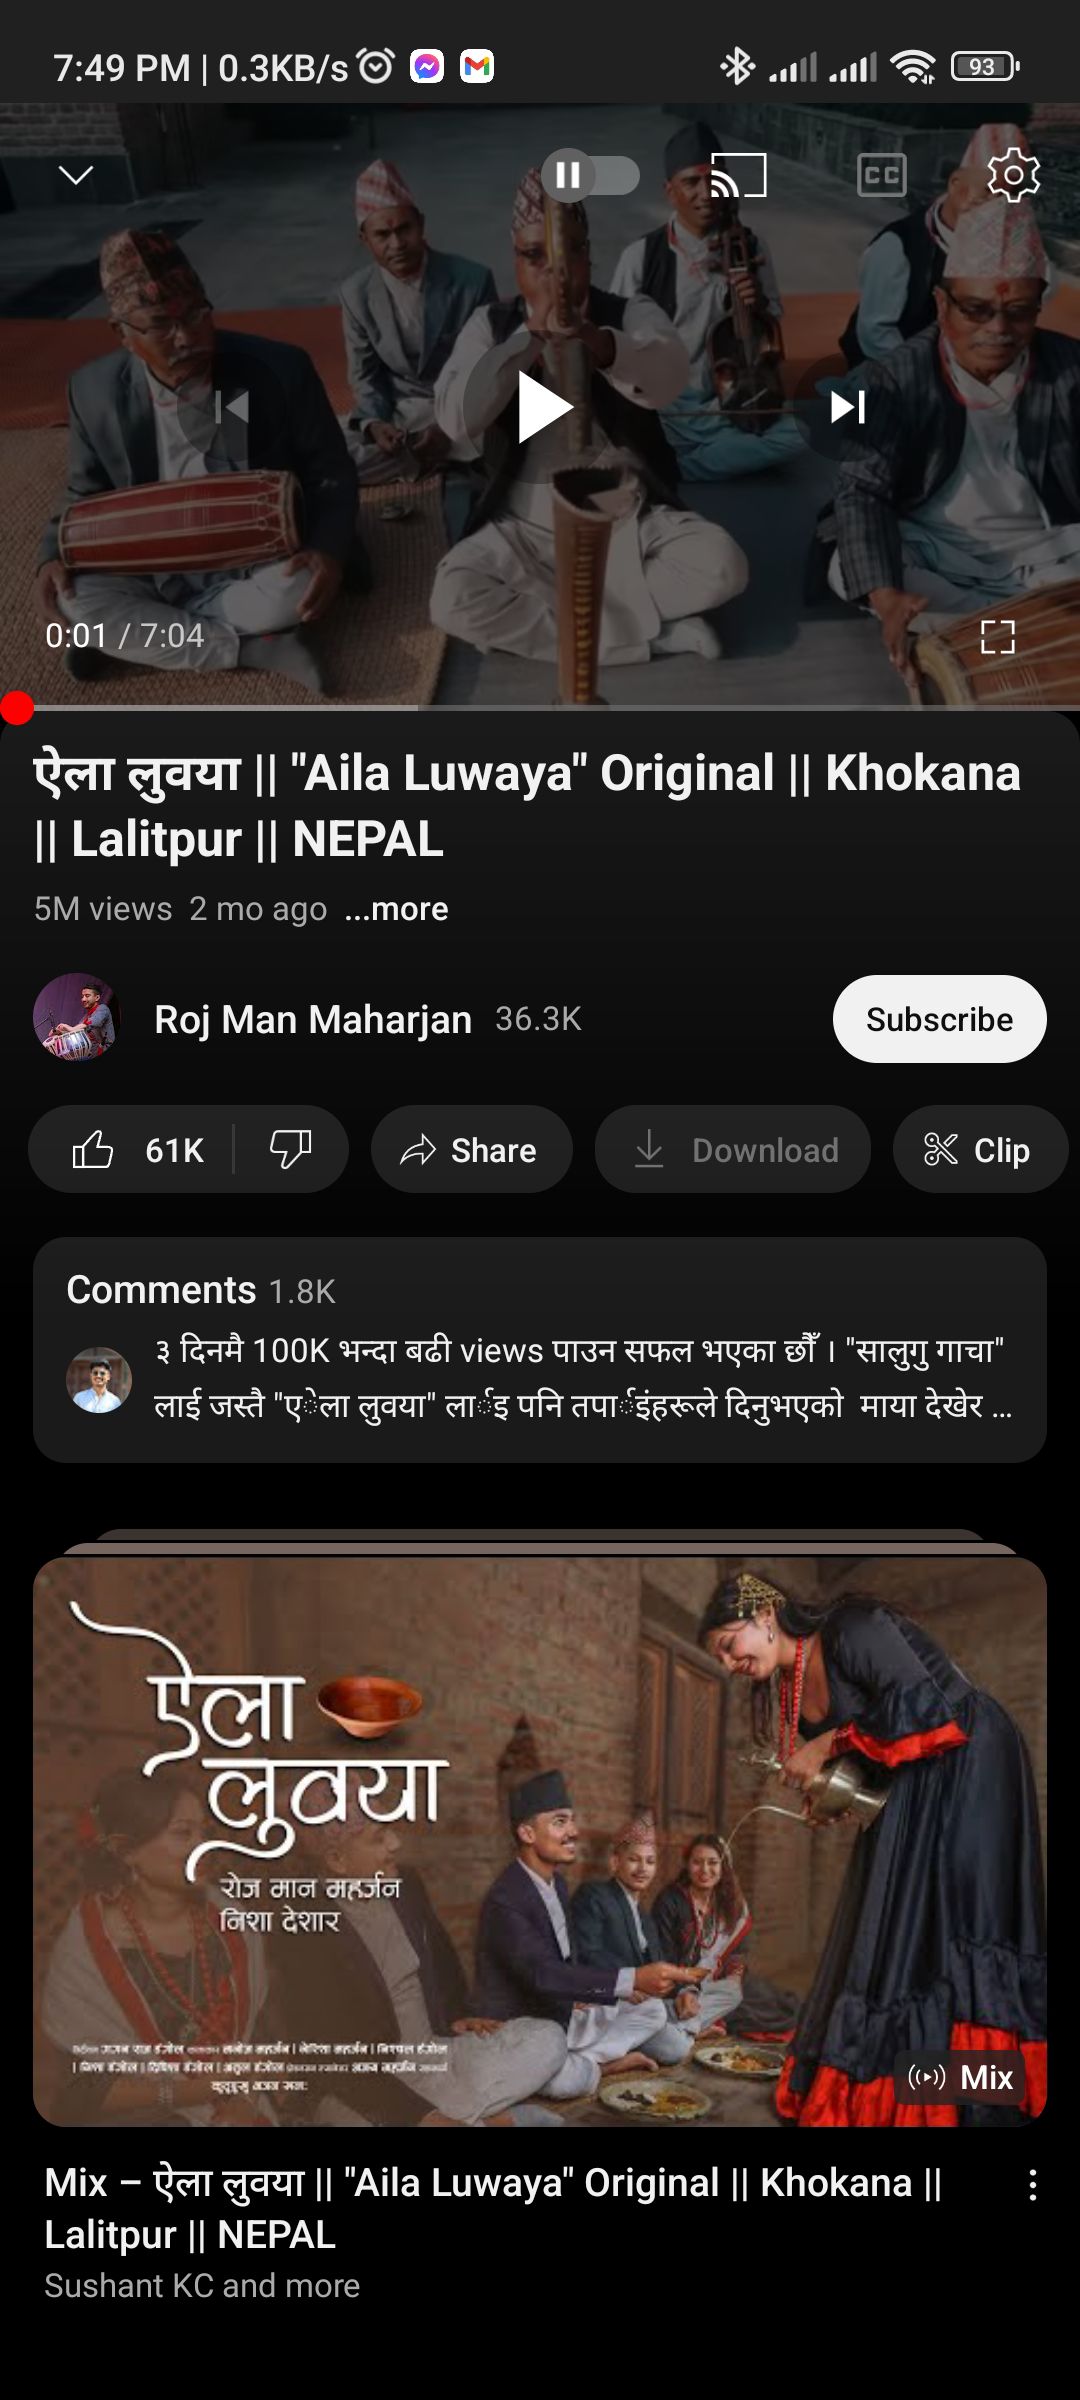 7:49 PM | 0.3KB/s
93
CC
0:01 / 7:04
ऐला लुवया || "Aila Luwaya" Original || Khokana
|| Lalitpur || NEPAL
5M views 2 mo ago ...more
Roj Man Maharjan 36.3K
Subscribe
61K
Share
Download
Clip
Comments 1.8K
३ दिनमै 100K भन्दा बढी views पाउन सफल भएका छौँ । "सालुगु गाचा"
लाई जस्तै "एेला लुवया" लार्इ पनि तपार्इंहरूले दिनुभएको माया देखेर ...
ऐला
लुवया
रोज मान महर्जन
निशा देशार
Mix
Mix – ऐला लुवया || "Aila Luwaya" Original || Khokana ||
Lalitpur || NEPAL
Sushant KC and more